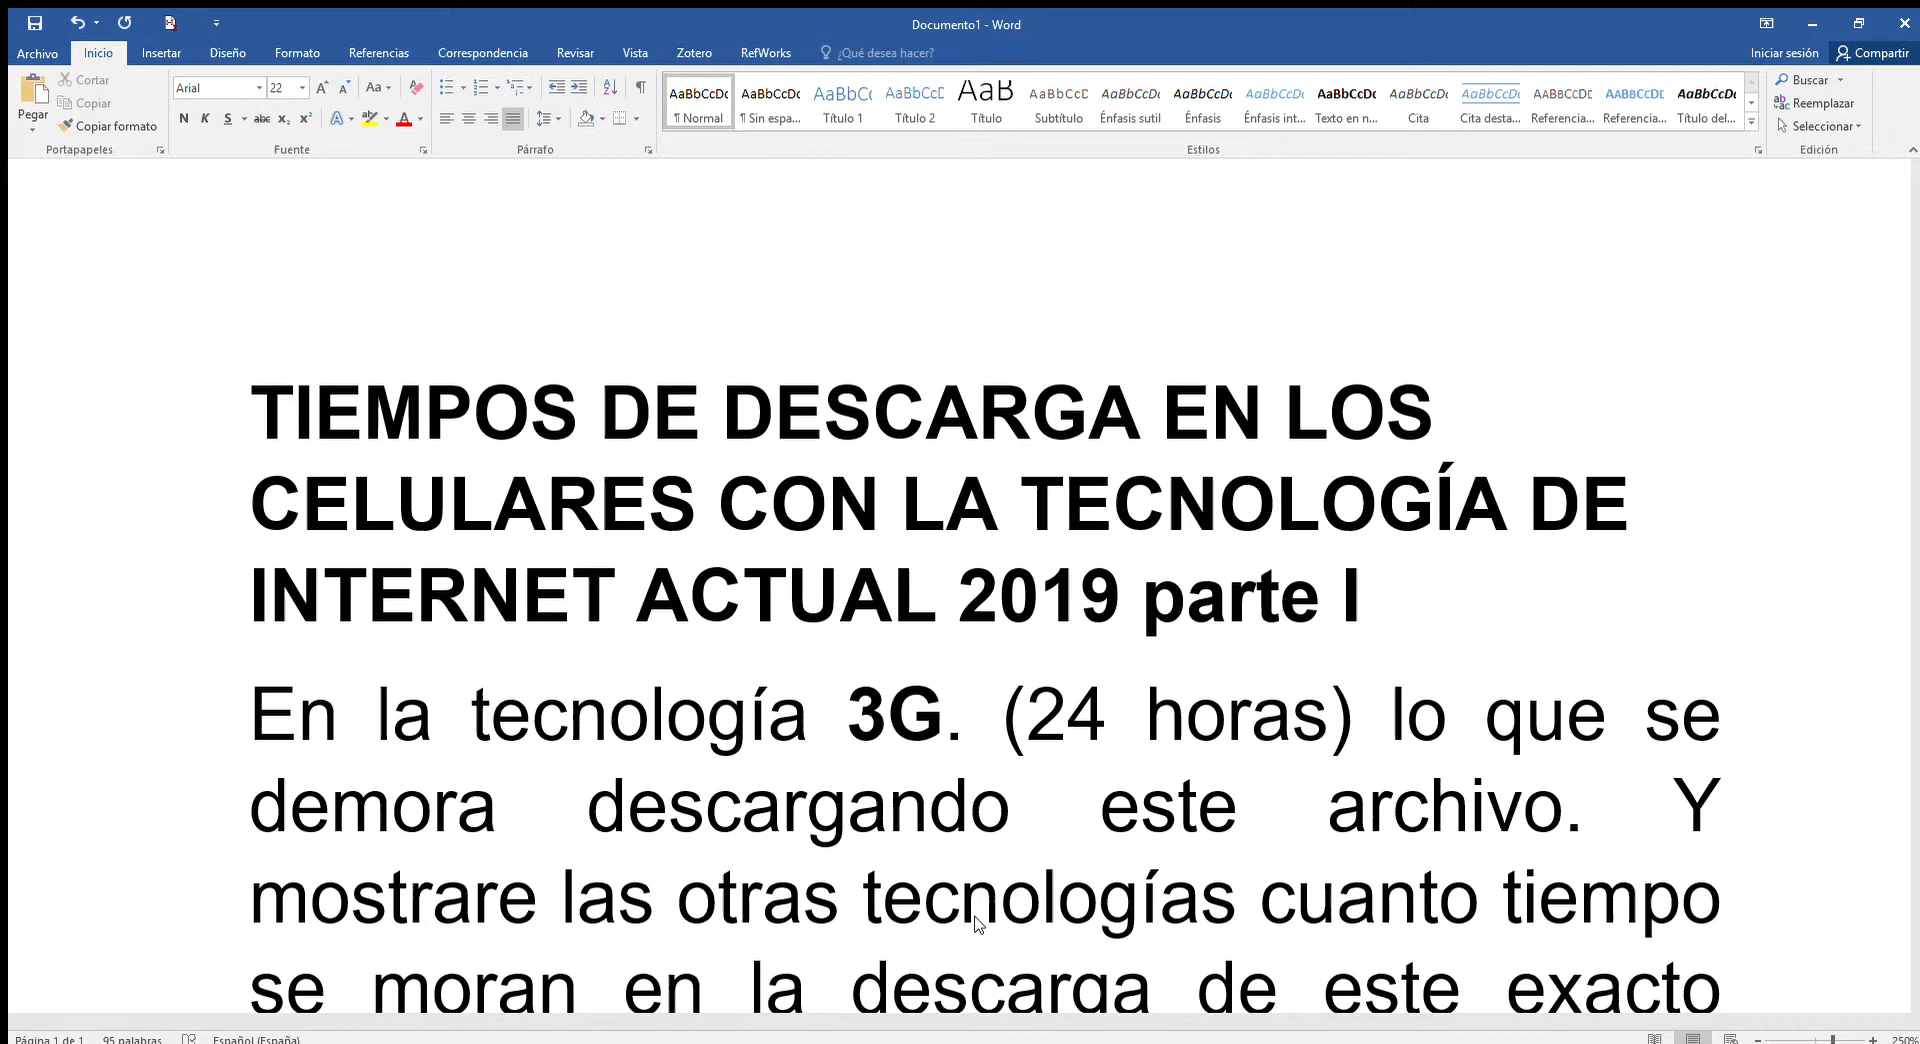 Documento1 - Word
Archivo Inicio Insertar Diseño Formato Referencias Correspondencia Revisar Vista Zotero RefWorks ¿Qué desea hacer? Iniciar sesión Compartir
Pegar
Cortar
Copiar
Copiar formato
Portapapeles
Arial 22
Fuente
Párrafo
AaBbCcDc AaBbCcDc AaBbCc AaBbCcD AaB AaBbCcD AaBbCcDc AaBbCcDc AaBbCcDc AaBbCcDc AaBbCcDc AaBbCcDc AABBCCDC AABBCCDC AaBbCcDc
¶ Normal ¶ Sin espa... Título 1 Título 2 Título Subtítulo Énfasis sutil Énfasis Énfasis int... Texto en n... Cita Cita desta... Referencia... Referencia... Título del...
Estilos
Buscar
Reemplazar
Seleccionar
Edición
TIEMPOS DE DESCARGA EN LOS
CELULARES CON LA TECNOLOGÍA DE
INTERNET ACTUAL 2019 parte I
En la tecnología 3G. (24 horas) lo que se
demora descargando este archivo. Y
mostrare las otras tecnologías cuanto tiempo
se moran en la descarga de este exacto
Página 1 de 1 95 palabras Español (España) 250%